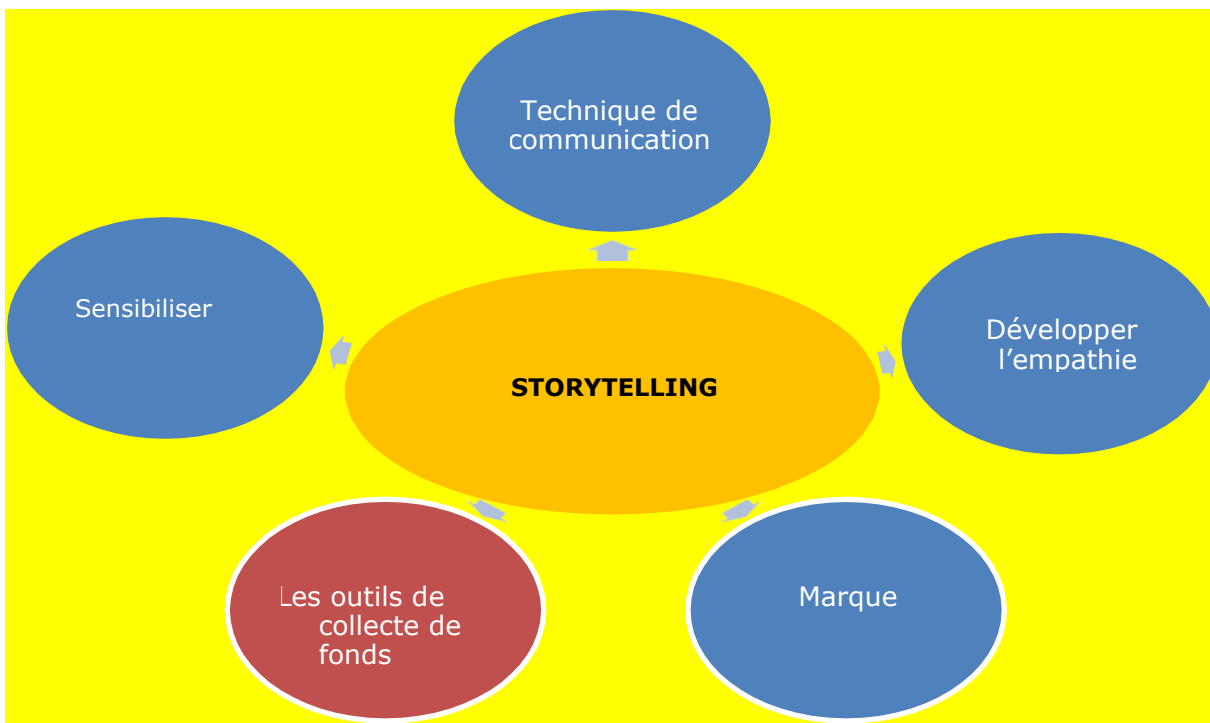 Technique de
communication
Sensibiliser
Développer
l’empathie
STORYTELLING
Les outils de
collecte de
fonds
Marque